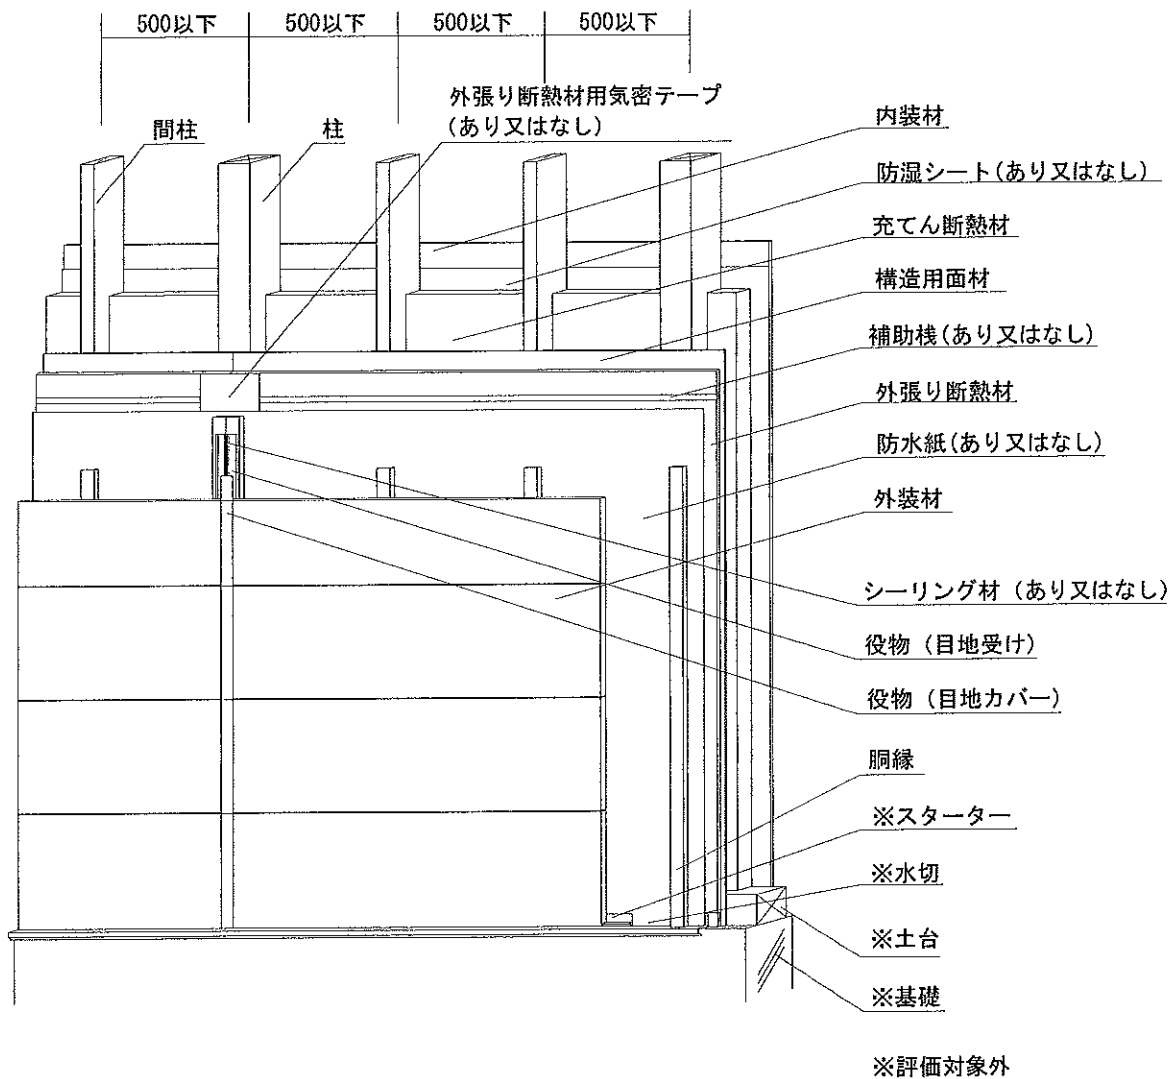 500以下
500以下
500以下
500以下
外張り断熱材用気密テープ
(あり又はなし)
間柱
柱
内装材
防湿シート(あり又はなし)
充てん断熱材
構造用面材
補助桟(あり又はなし)
外張り断熱材
防水紙(あり又はなし)
外装材
シーリング材 (あり又はなし)
役物 (目地受け)
役物 (目地カバー)
胴縁
※スターター
※水切
※土台
※基礎
※評価対象外